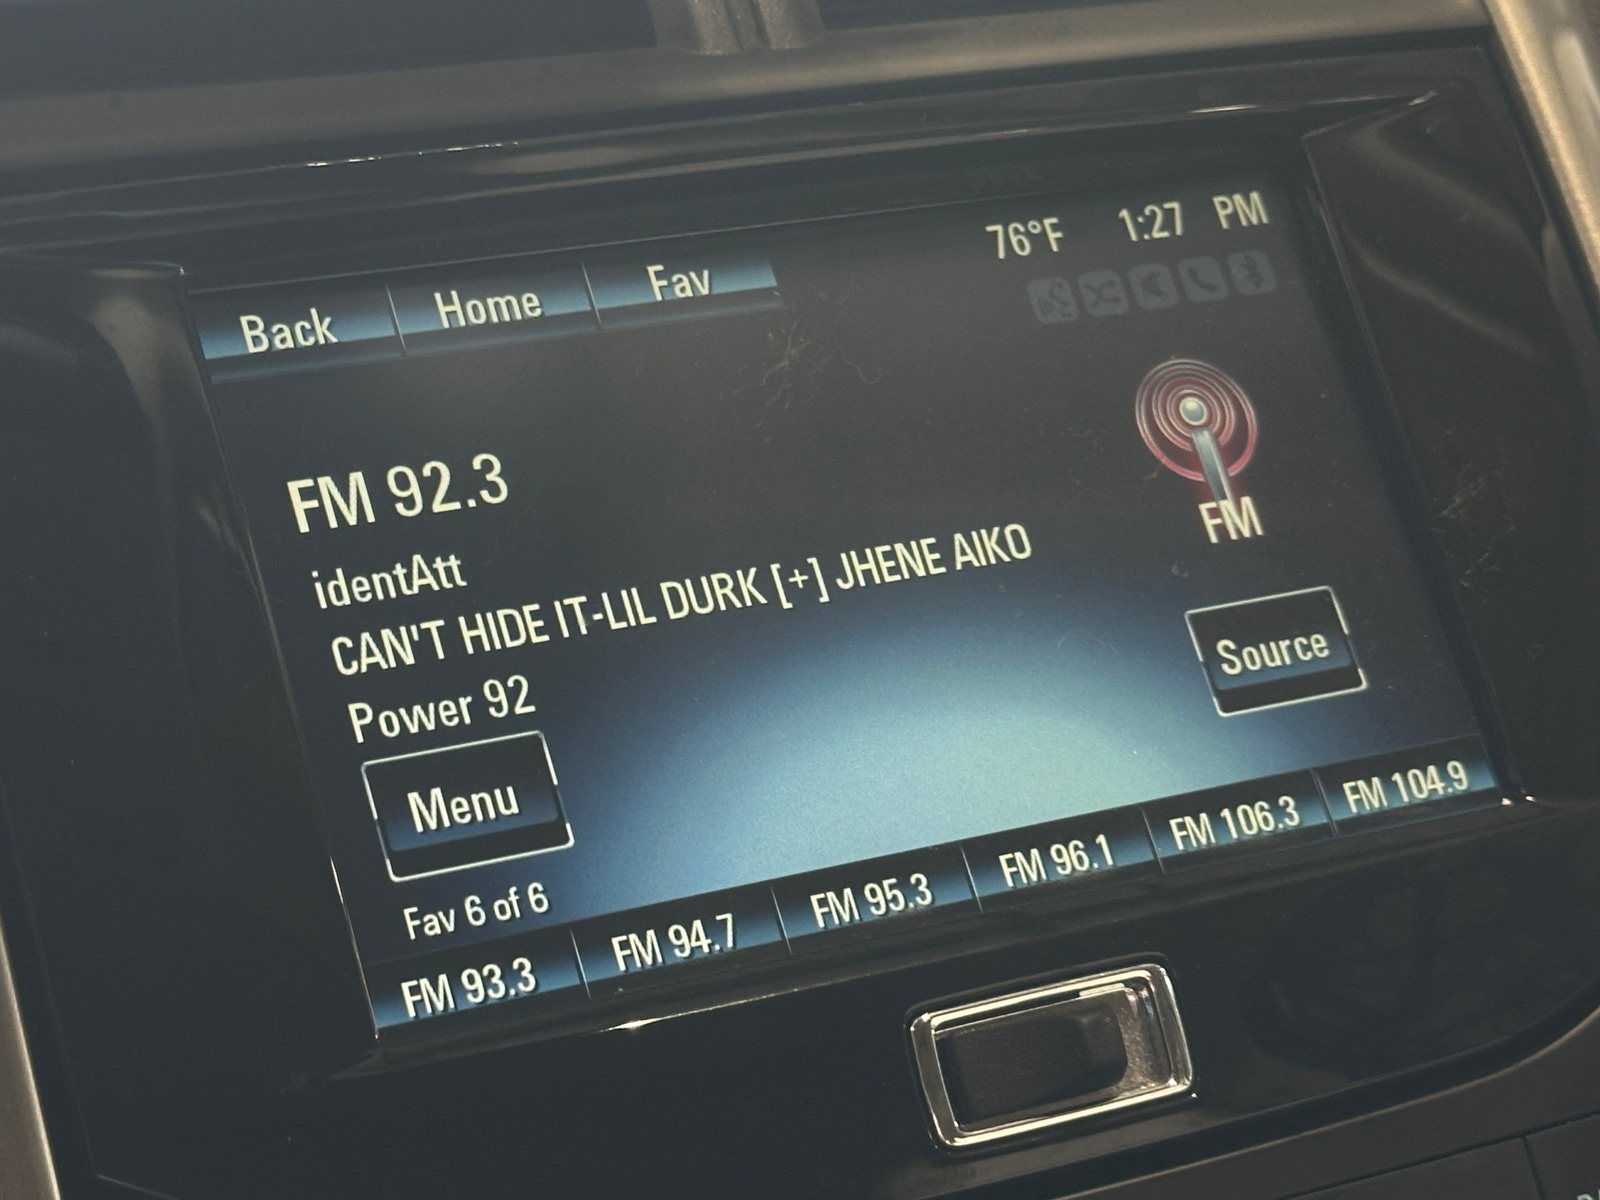 76°F 1:27 PM
Back Home Fav
FM 92.3
identAtt
CAN'T HIDE IT-LIL DURK [+] JHENE AIKO
Power 92
FM
Source
Menu
Fav 6 of 6
FM 93.3 FM 94.7 FM 95.3 FM 96.1 FM 106.3 FM 104.9